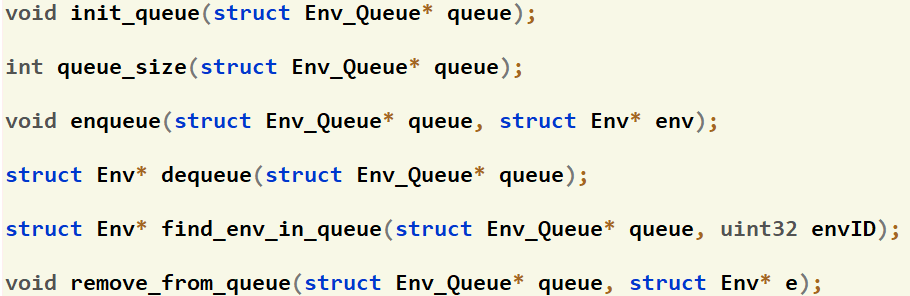 void init_queue(struct Env_Queue* queue);
int queue_size(struct Env_Queue* queue);
void enqueue(struct Env_Queue* queue, struct Env* env);
struct Env* dequeue(struct Env_Queue* queue);
struct Env* find_env_in_queue(struct Env_Queue* queue, uint32 envID);
void remove_from_queue(struct Env_Queue* queue, struct Env* e);